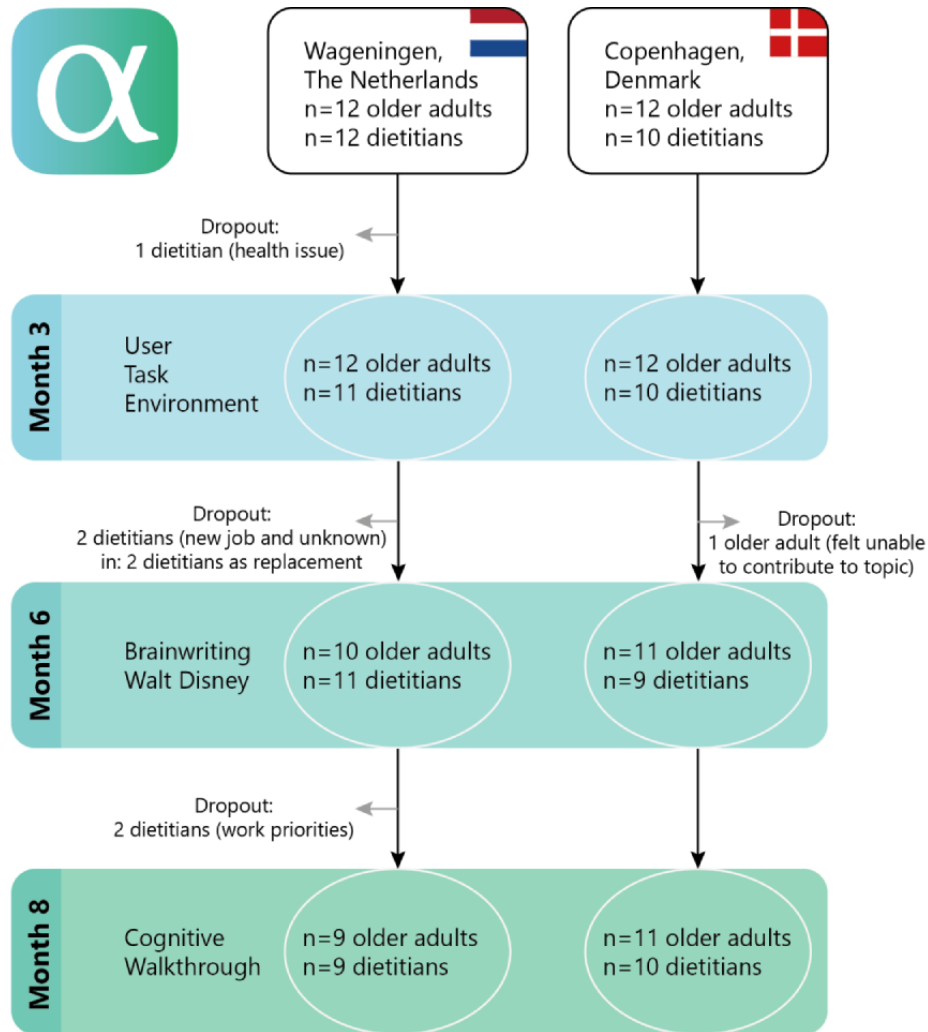 α
Wageningen,
The Netherlands
n=12 older adults
n=12 dietitians
Copenhagen,
Denmark
n=12 older adults
n=10 dietitians
Dropout:
1 dietitian (health issue)
Month 3
User
Task
Environment
n=12 older adults
n=11 dietitians
n=12 older adults
n=10 dietitians
Dropout:
2 dietitians (new job and unknown)
in: 2 dietitians as replacement
Dropout:
1 older adult (felt unable
to contribute to topic)
Month 6
Brainwriting
Walt Disney
n=10 older adults
n=11 dietitians
n=11 older adults
n=9 dietitians
Dropout:
2 dietitians (work priorities)
Month 8
Cognitive
Walkthrough
n=9 older adults
n=9 dietitians
n=11 older adults
n=10 dietitians